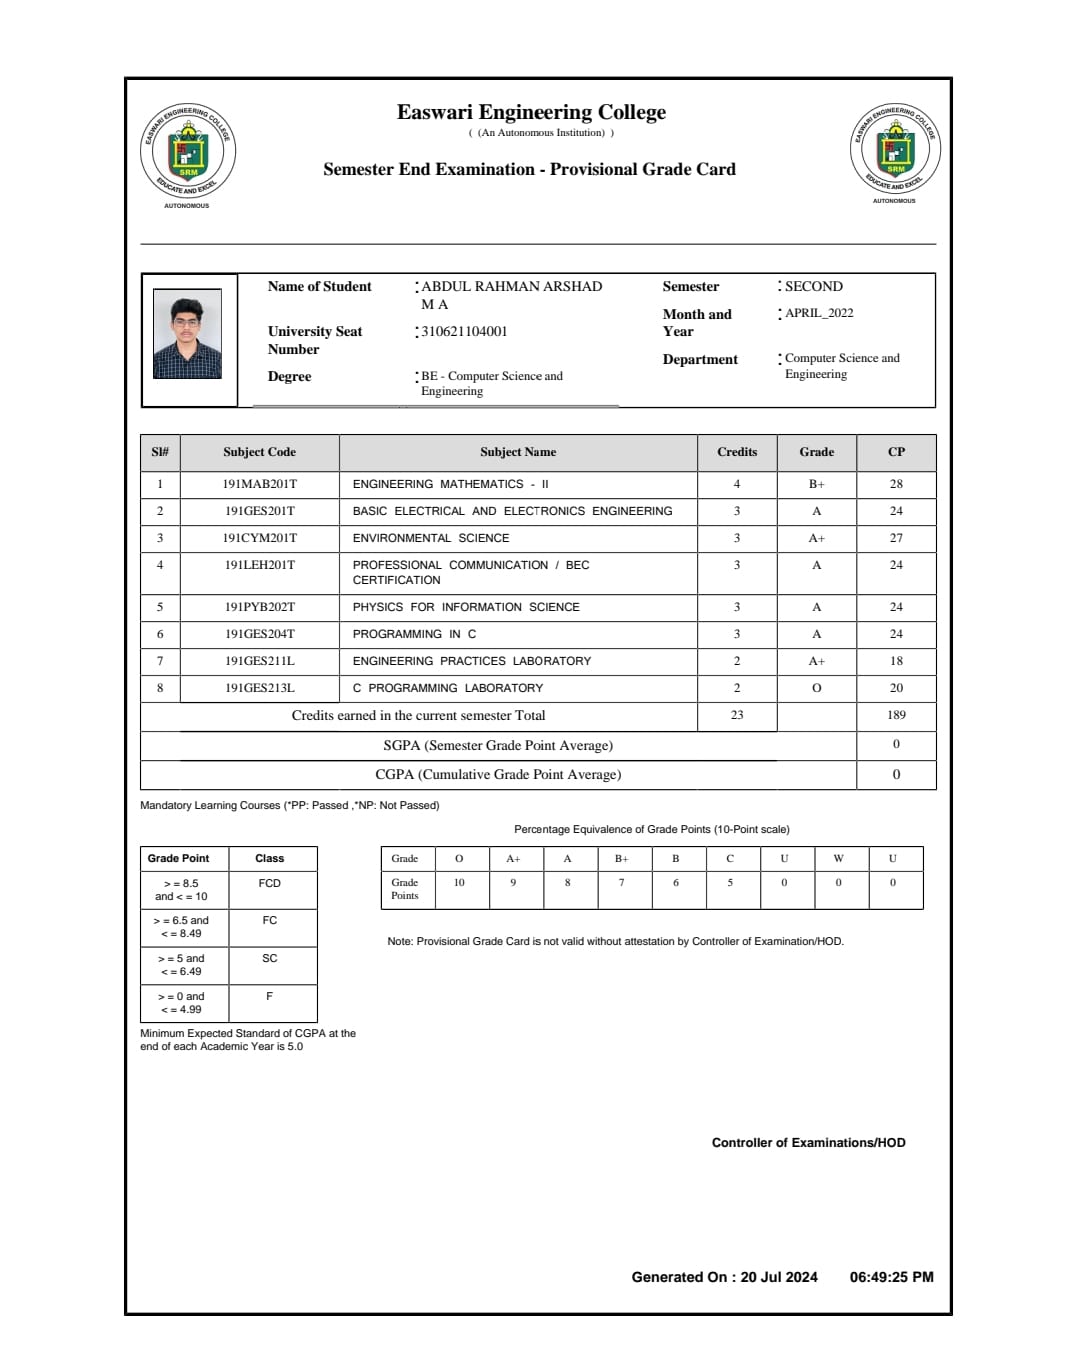 EASWARI ENGINEERING COLLEGE
SRM
EDUCATE AND EXCEL
AUTONOMOUS
Easwari Engineering College
( (An Autonomous Institution) )
Semester End Examination - Provisional Grade Card
EASWARI ENGINEERING COLLEGE
SRM
EDUCATE AND EXCEL
AUTONOMOUS
Name of Student : ABDUL RAHMAN ARSHAD
M A
University Seat : 310621104001
Number
Degree : BE - Computer Science and
Engineering
Semester : SECOND
Month and : APRIL_2022
Year
Department : Computer Science and
Engineering
Sl# Subject Code Subject Name Credits Grade CP
1 191MAB201T ENGINEERING MATHEMATICS - II 4 B+ 28
2 191GES201T BASIC ELECTRICAL AND ELECTRONICS ENGINEERING 3 A 24
3 191CYM201T ENVIRONMENTAL SCIENCE 3 A+ 27
4 191LEH201T PROFESSIONAL COMMUNICATION / BEC 3 A 24
CERTIFICATION
5 191PYB202T PHYSICS FOR INFORMATION SCIENCE 3 A 24
6 191GES204T PROGRAMMING IN C 3 A 24
7 191GES211L ENGINEERING PRACTICES LABORATORY 2 A+ 18
8 191GES213L C PROGRAMMING LABORATORY 2 O 20
Credits earned in the current semester Total 23 189
SGPA (Semester Grade Point Average) 0
CGPA (Cumulative Grade Point Average) 0
Mandatory Learning Courses (*PP: Passed ,*NP: Not Passed)
Percentage Equivalence of Grade Points (10-Point scale)
Grade Point Class
> = 8.5 FCD
and < = 10
> = 6.5 and FC
< = 8.49
> = 5 and SC
< = 6.49
> = 0 and F
< = 4.99
Minimum Expected Standard of CGPA at the
end of each Academic Year is 5.0
Grade O A+ A B+ B C U W U
Grade 10 9 8 7 6 5 0 0 0
Points
Note: Provisional Grade Card is not valid without attestation by Controller of Examination/HOD.
Controller of Examinations/HOD
Generated On : 20 Jul 2024 06:49:25 PM